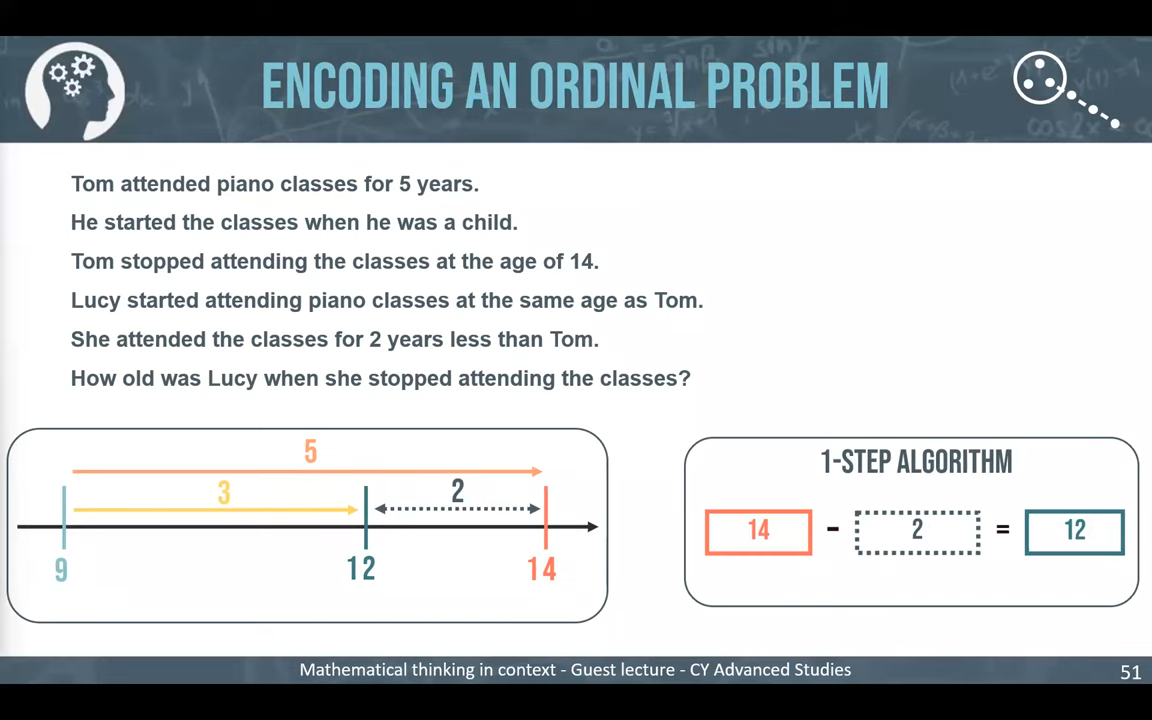 ENCODING AN ORDINAL PROBLEM
Tom attended piano classes for 5 years.
He started the classes when he was a child.
Tom stopped attending the classes at the age of 14.
Lucy started attending piano classes at the same age as Tom.
She attended the classes for 2 years less than Tom.
How old was Lucy when she stopped attending the classes?
5
3
2
9
12
14
1-STEP ALGORITHM
14 - 2 = 12
Mathematical thinking in context - Guest lecture - CY Advanced Studies
51